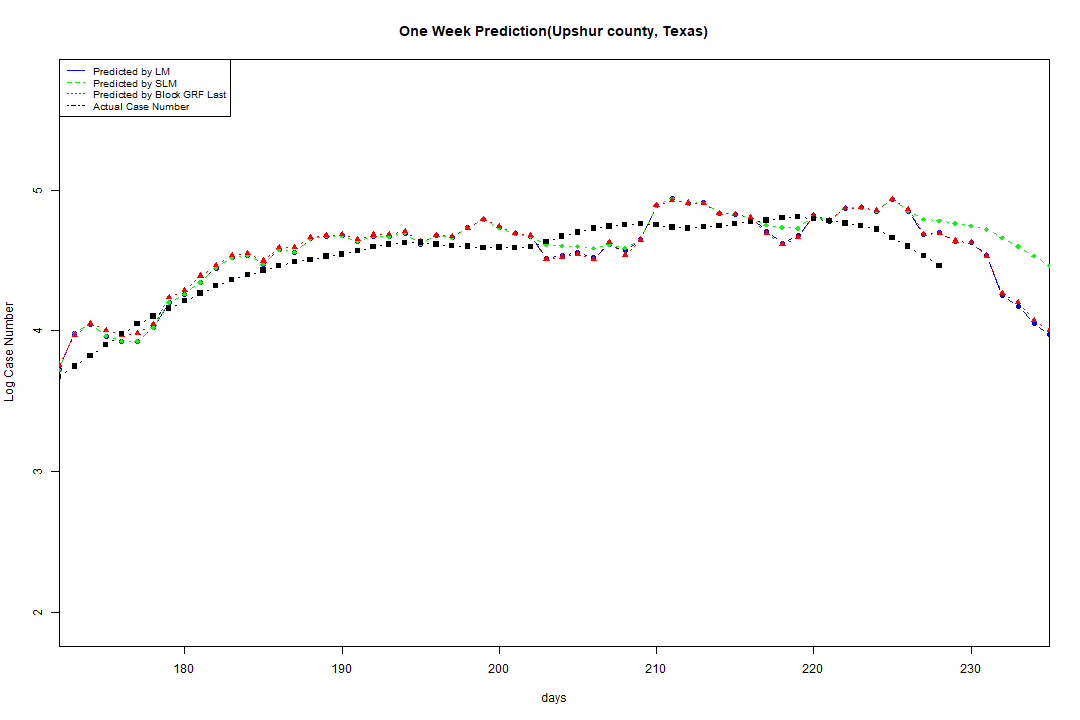 One Week Prediction(Upshur county, Texas)
Predicted by LM
Predicted by SLM
Predicted by Block GRF Last
Actual Case Number
5
4
3
2
Log Case Number
180 190 200 210 220 230
days